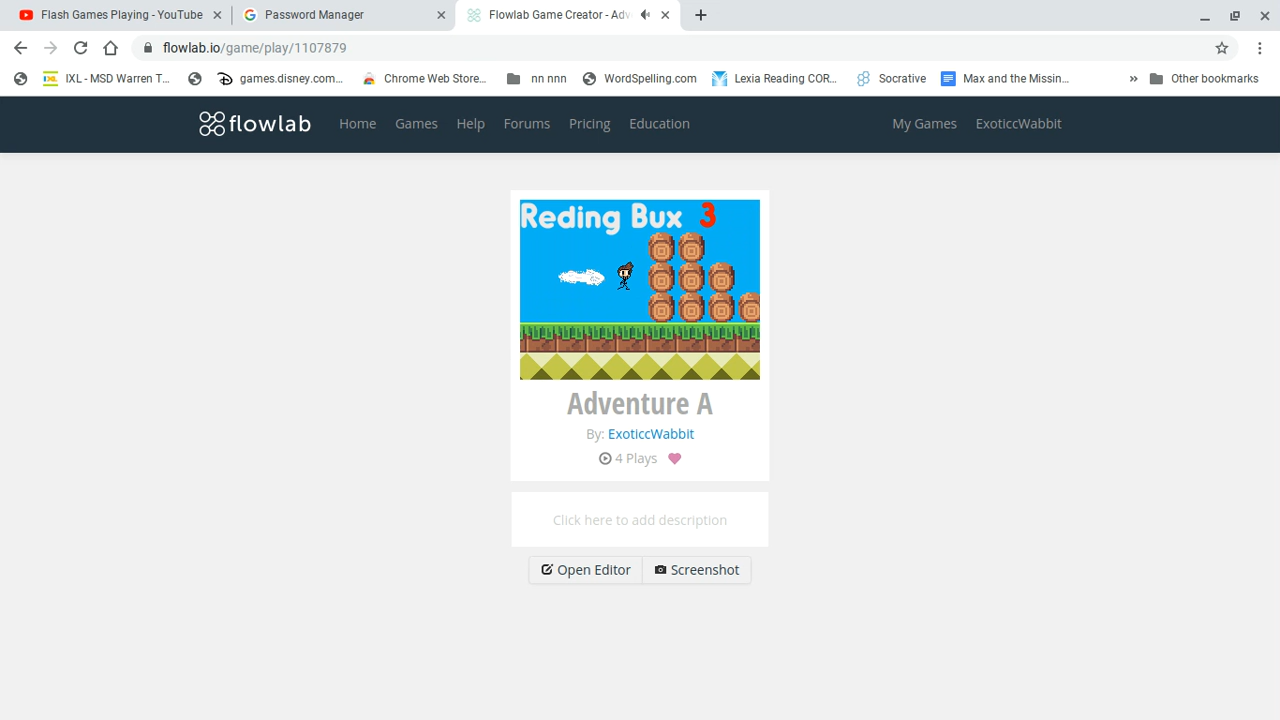 Flash Games Playing - YouTube
Password Manager
Flowlab Game Creator - Adv
flowlab.io/game/play/1107879
IXL - MSD Warren T...
games.disney.com...
Chrome Web Store...
nn nnn
WordSpelling.com
Lexia Reading COR...
Socrative
Max and the Missin...
» Other bookmarks
flowlab Home Games Help Forums Pricing Education My Games ExoticcWabbit
Reding Bux 3
Adventure A
By: ExoticcWabbit
4 Plays
Click here to add description
Open Editor Screenshot